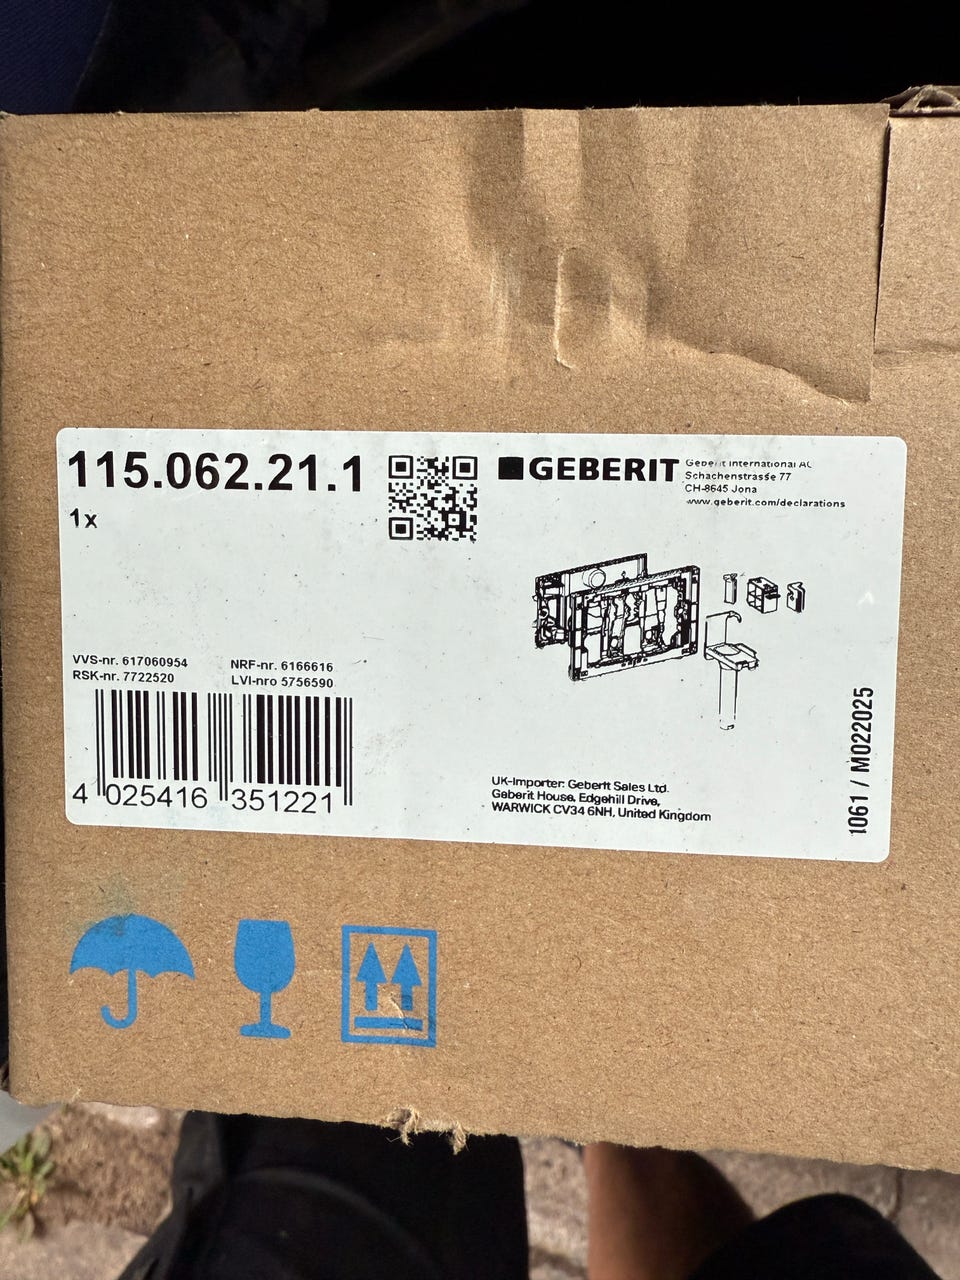 115.062.21.1
1x
GEBERIT
Geberit International AG
Schachenstrasse 77
CH-8645 Jona
www.geberit.com/declarations
VVS-nr. 617060954
NRF-nr. 6166616
RSK-nr. 7722520
LVI-nro 5756590
4 025416 351221
UK-Importer: Geberit Sales Ltd.
Geberit House, Edgehill Drive,
WARWICK CV34 6NH, United Kingdom
1061 / M022025